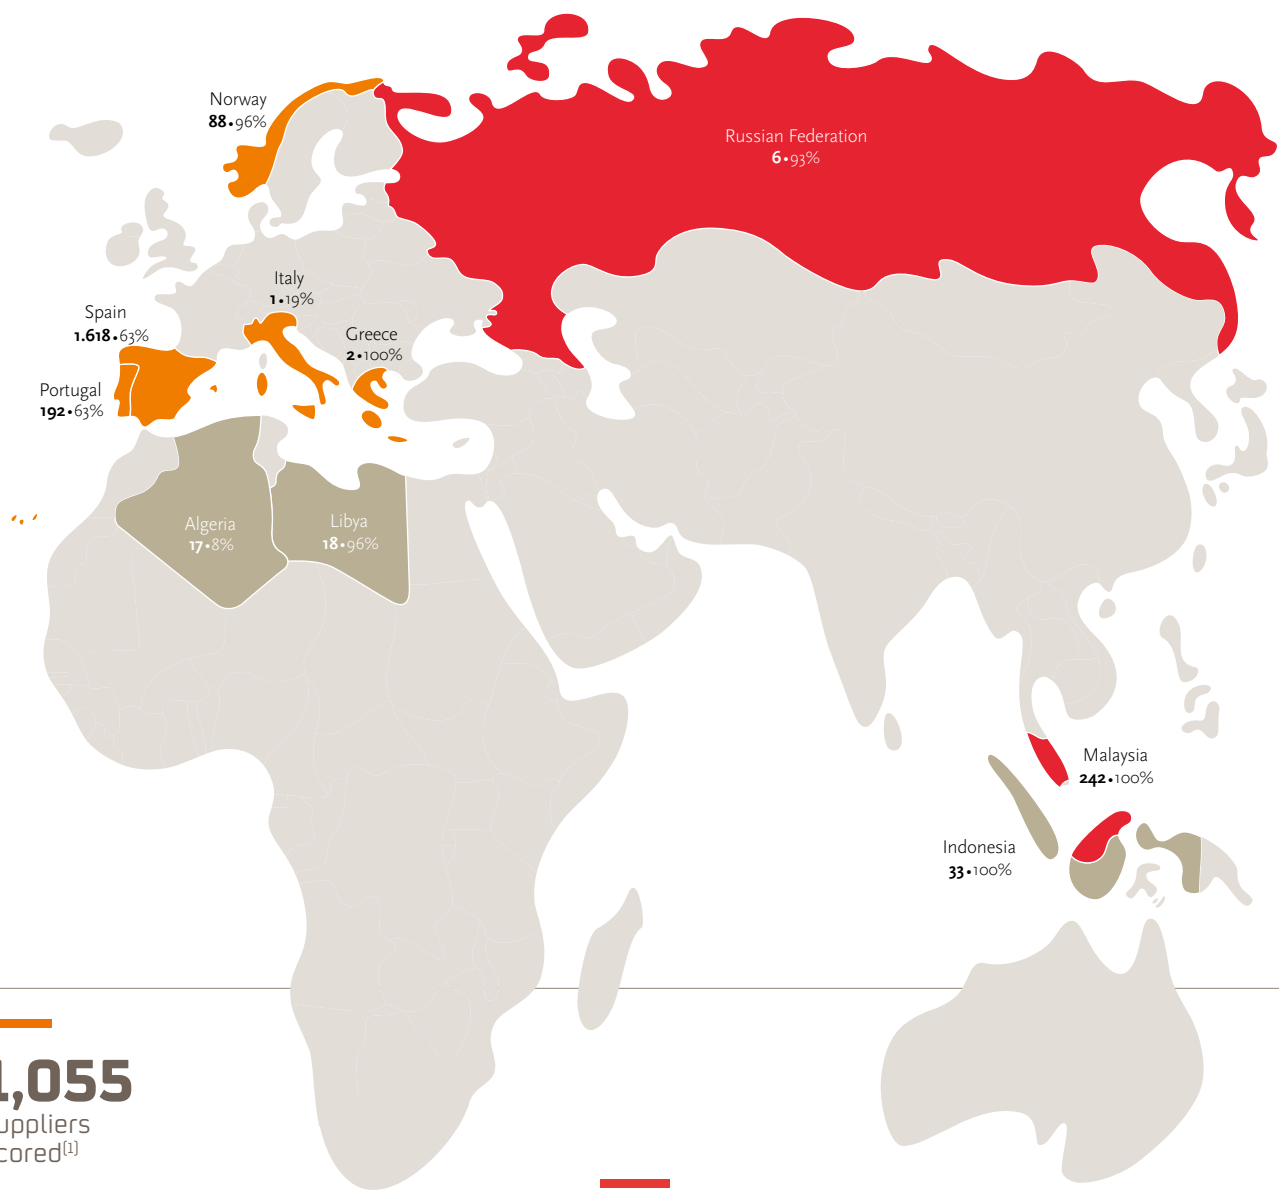 Norway
88•96%
Russian Federation
6•93%
Italy
1•19%
Spain
1.618•63%
Greece
2•100%
Portugal
192•63%
Algeria
17•8%
Libya
18•96%
Malaysia
242•100%
Indonesia
33•100%
1,055
uppliers
cored[1]